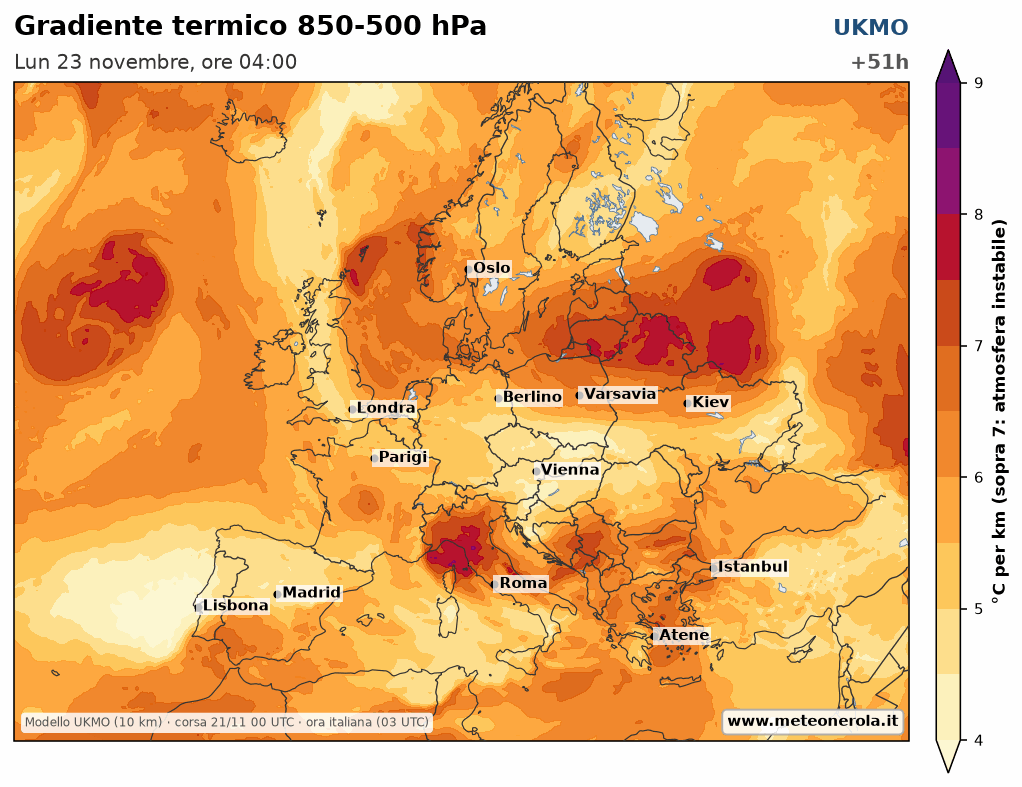 Gradiente termico 850-500 hPa
UKMO
Lun 23 novembre, ore 04:00
+51h
9
8
7
6
5
4
°C per km (sopra 7: atmosfera instabile)
Oslo
Berlino
Varsavia
Kiev
Londra
Parigi
Vienna
Istanbul
Roma
Madrid
Lisbona
Atene
Modello UKMO (10 km) · corsa 21/11 00 UTC · ora italiana (03 UTC)
www.meteonerola.it